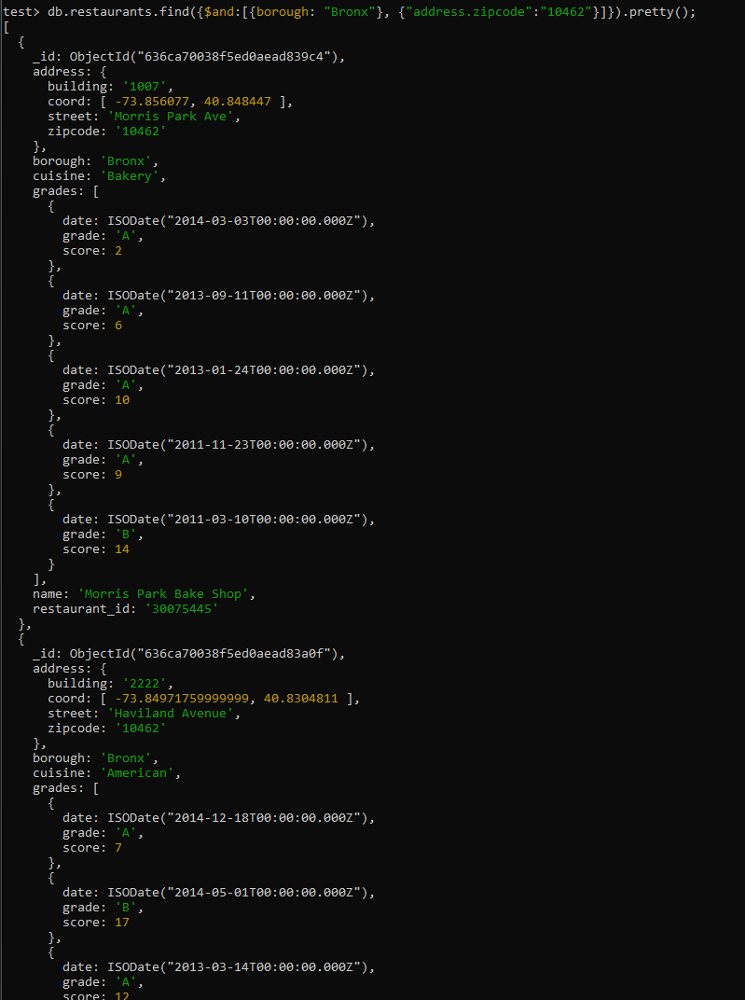 test> db.restaurants.find({$and:[{borough: "Bronx"}, {"address.zipcode":"10462"}]}).pretty();
[
  {
    _id: ObjectId("636ca70038f5ed0aead839c4"),
    address: {
      building: '1007',
      coord: [ -73.856077, 40.848447 ],
      street: 'Morris Park Ave',
      zipcode: '10462'
    },
    borough: 'Bronx',
    cuisine: 'Bakery',
    grades: [
      {
        date: ISODate("2014-03-03T00:00:00.000Z"),
        grade: 'A',
        score: 2
      },
      {
        date: ISODate("2013-09-11T00:00:00.000Z"),
        grade: 'A',
        score: 6
      },
      {
        date: ISODate("2013-01-24T00:00:00.000Z"),
        grade: 'A',
        score: 10
      },
      {
        date: ISODate("2011-11-23T00:00:00.000Z"),
        grade: 'A',
        score: 9
      },
      {
        date: ISODate("2011-03-10T00:00:00.000Z"),
        grade: 'B',
        score: 14
      }
    ],
    name: 'Morris Park Bake Shop',
    restaurant_id: '30075445'
  },
  {
    _id: ObjectId("636ca70038f5ed0aead83a0f"),
    address: {
      building: '2222',
      coord: [ -73.84971759999999, 40.8304811 ],
      street: 'Haviland Avenue',
      zipcode: '10462'
    },
    borough: 'Bronx',
    cuisine: 'American',
    grades: [
      {
        date: ISODate("2014-12-18T00:00:00.000Z"),
        grade: 'A',
        score: 7
      },
      {
        date: ISODate("2014-05-01T00:00:00.000Z"),
        grade: 'B',
        score: 17
      },
      {
        date: ISODate("2013-03-14T00:00:00.000Z"),
        grade: 'A',
        score: 12